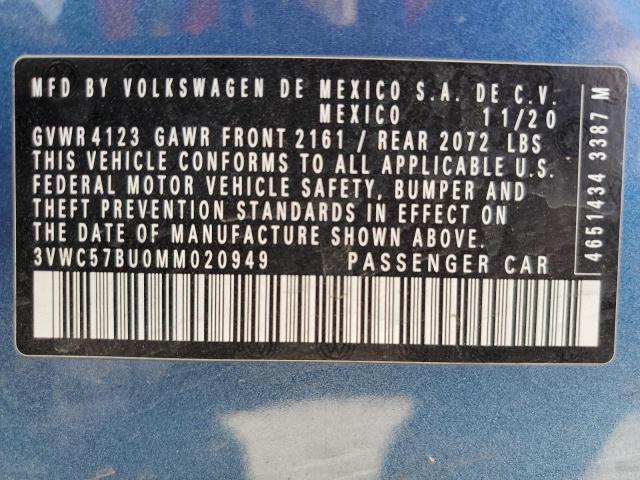 MFD BY VOLKSWAGEN DE MEXICO S.A. DE C.V.
MEXICO 11/20
GVWR 4123 GAWR FRONT 2161 / REAR 2072 LBS
THIS VEHICLE CONFORMS TO ALL APPLICABLE U.S.
FEDERAL MOTOR VEHICLE SAFETY, BUMPER AND
THEFT PREVENTION STANDARDS IN EFFECT ON
THE DATE OF MANUFACTURE SHOWN ABOVE.
3VWC57BU0MM020949 PASSENGER CAR
4651434 3387 M